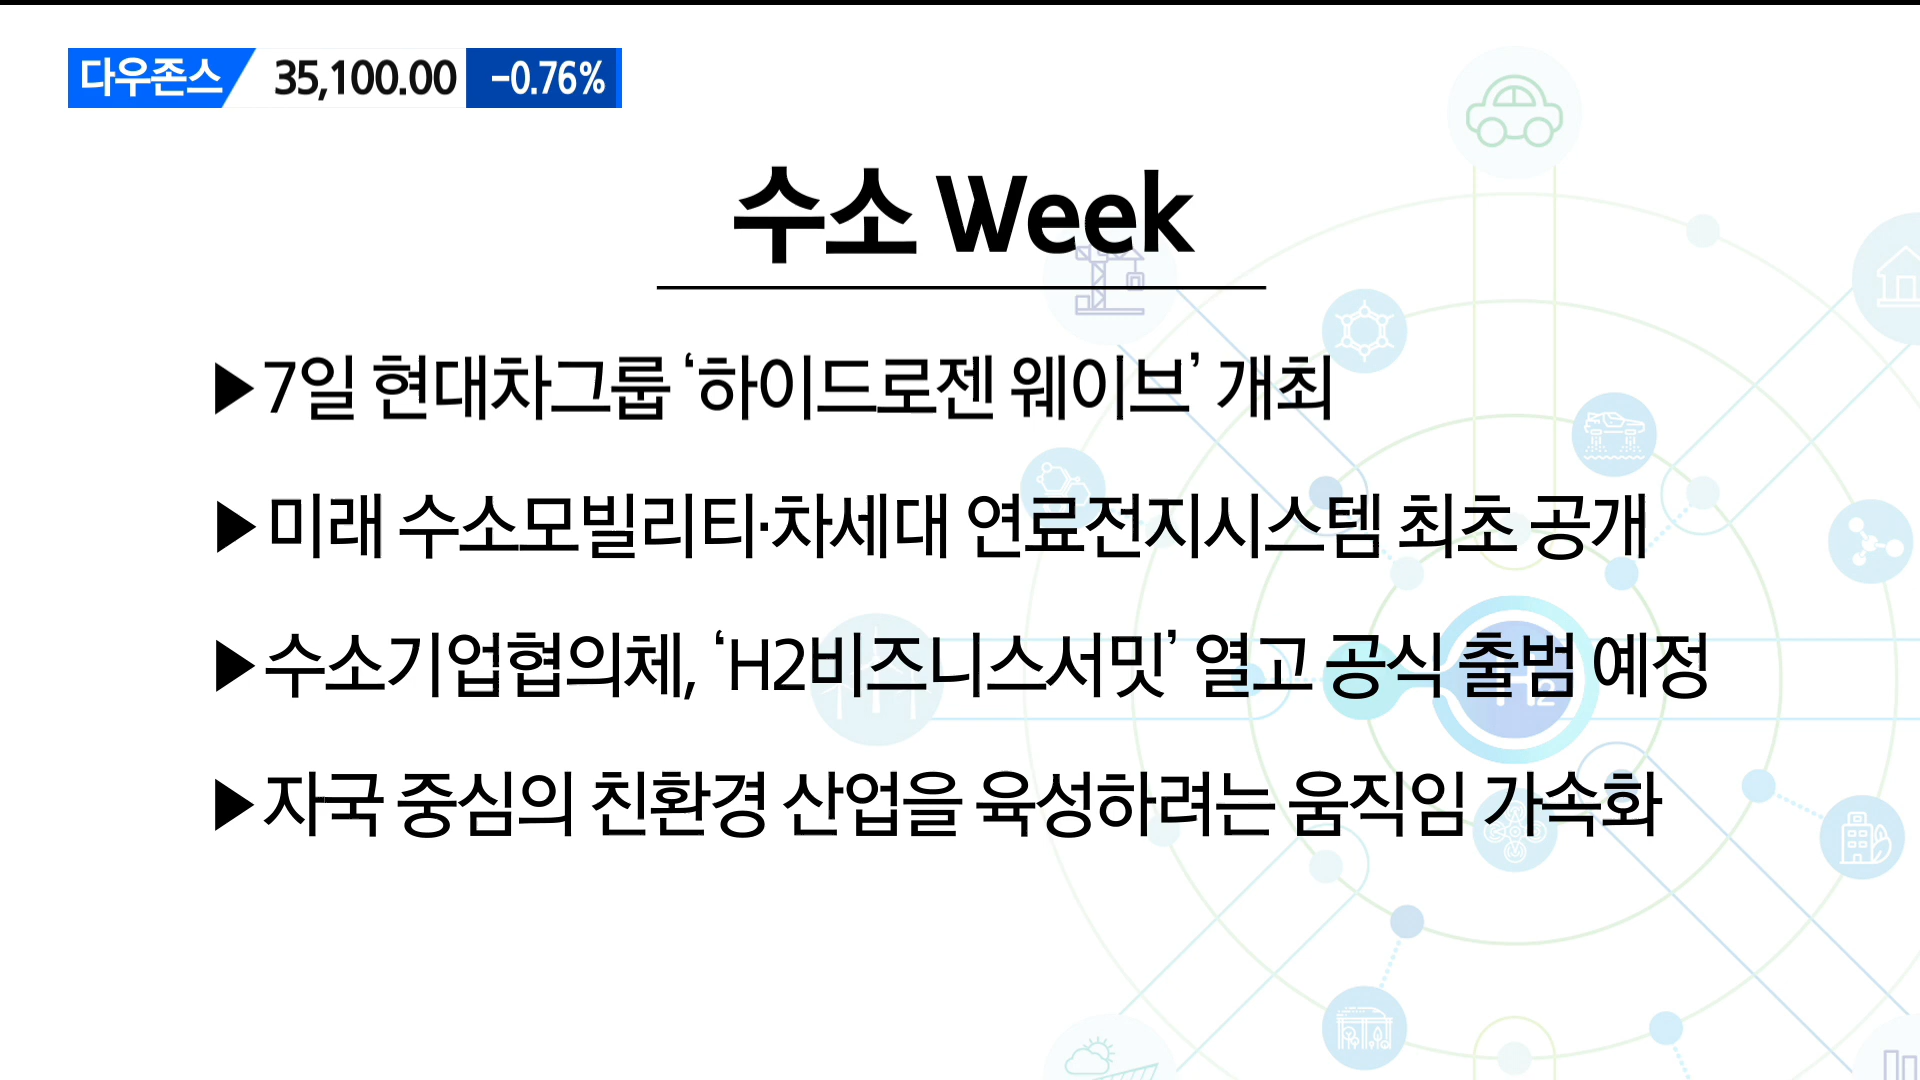 다우존스 35,100.00 -0.76%
수소 Week
▶7일 현대차그룹 ‘하이드로젠 웨이브’ 개최
▶미래 수소모빌리티·차세대 연료전지시스템 최초 공개
▶수소기업협의체, ‘H2비즈니스서밋’ 열고 공식 출범 예정
▶자국 중심의 친환경 산업을 육성하려는 움직임 가속화